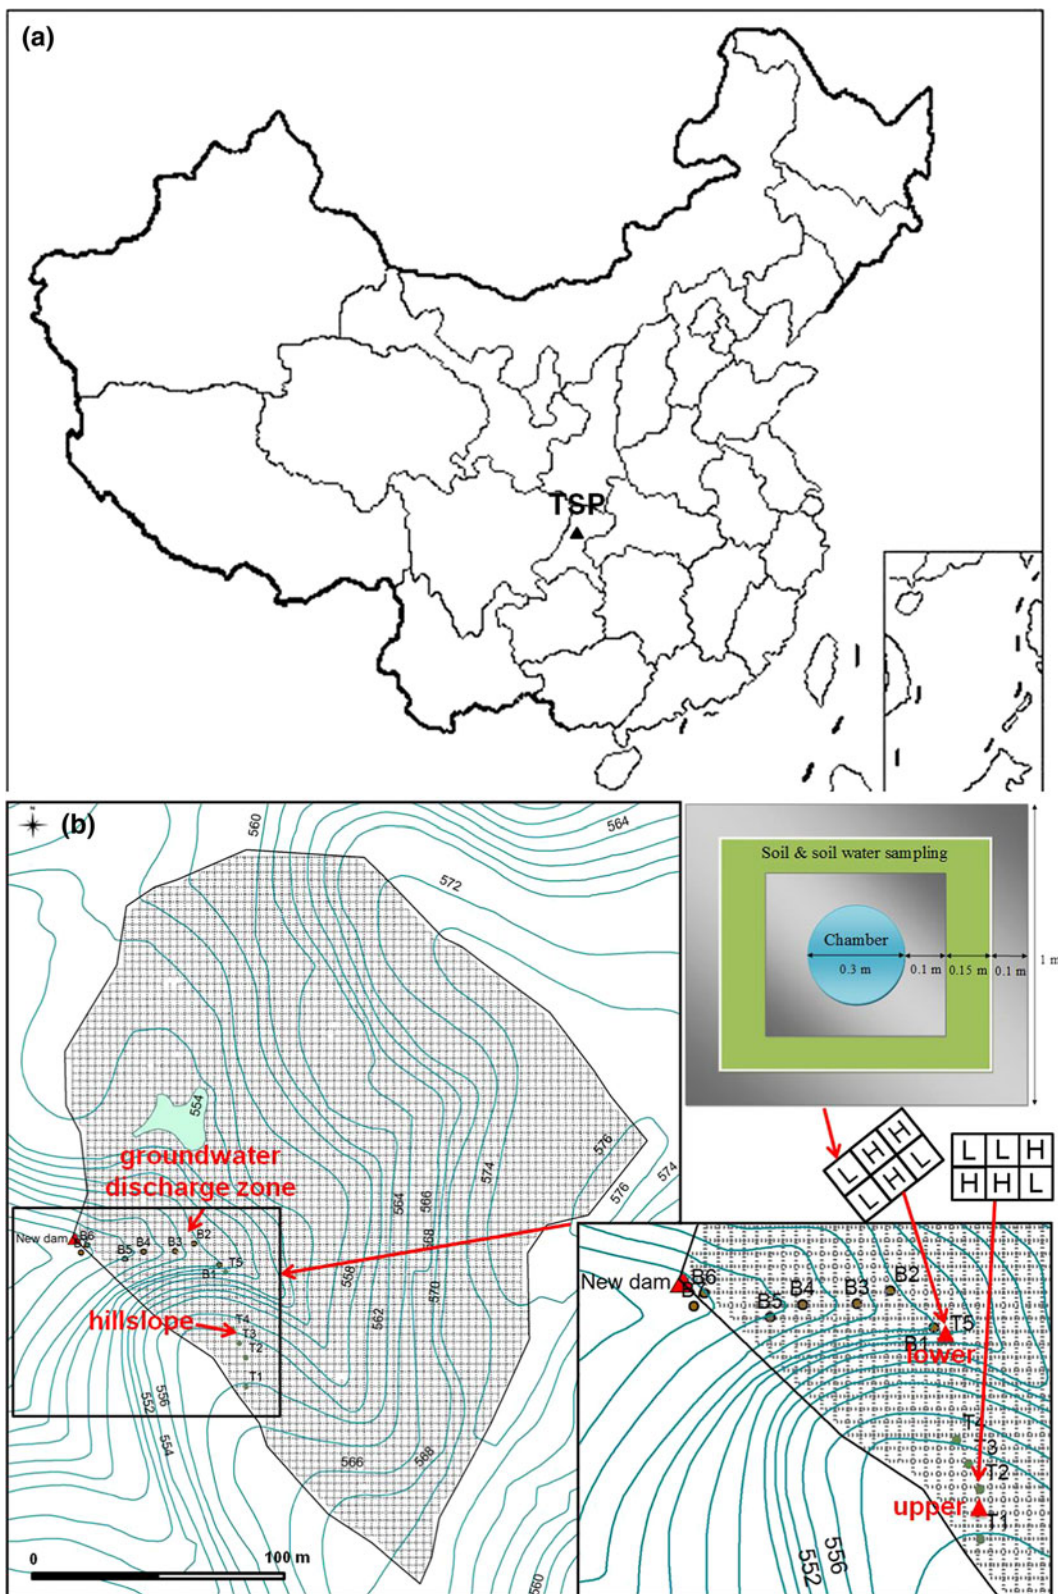 (a)
TSP
(b)
N
560
564
572
554
groundwater
discharge zone
576
574
576
574
564
566
568
New dam
B6
B5
B4
B3
B2
B1
T5
558
570
562
hillslope
T4
T3
T2
T1
556
552
554
566
568
560
0
100 m
Soil & soil water sampling
Chamber
0.3 m
0.1 m
0.15 m
0.1 m
1 m
L H H
L H L
L L H
H H L
New dam
B6
B7
B5
B4
B3
B2
T5
B1
lower
T4
T3
T2
upper
T1
552
556